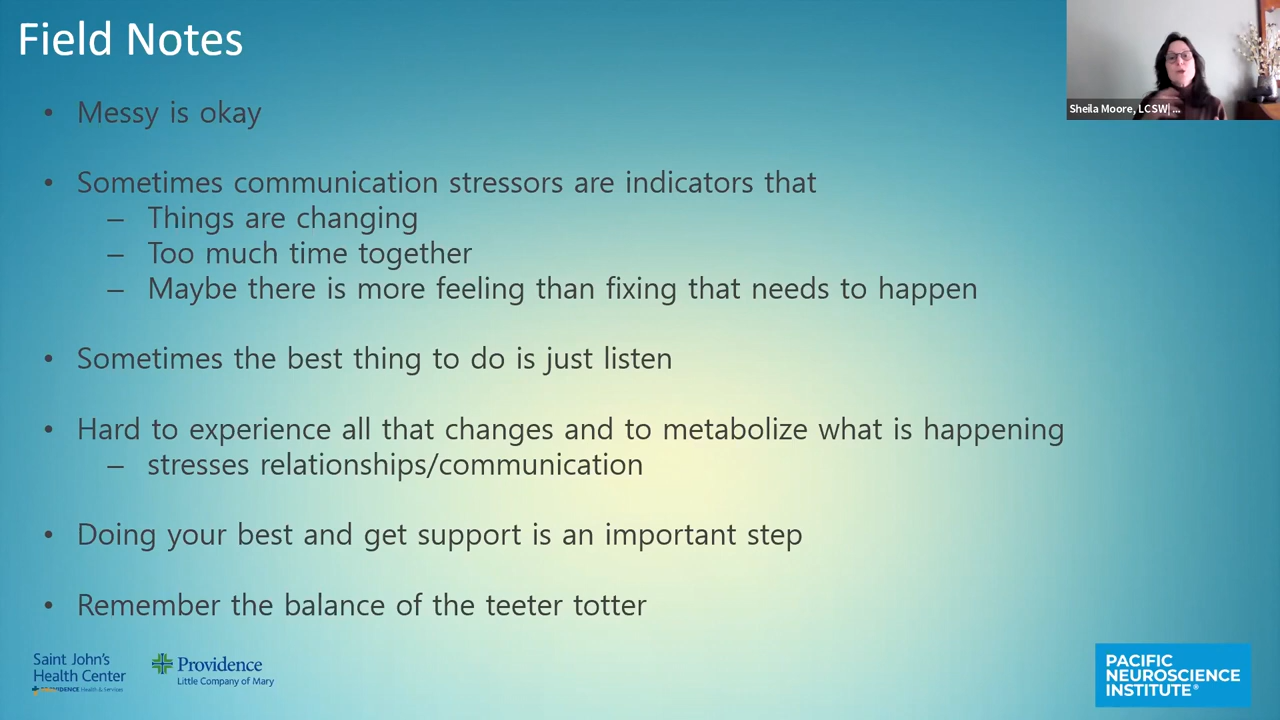 Field Notes
Sheila Moore, LCSW| ...
• Messy is okay
• Sometimes communication stressors are indicators that
– Things are changing
– Too much time together
– Maybe there is more feeling than fixing that needs to happen
• Sometimes the best thing to do is just listen
• Hard to experience all that changes and to metabolize what is happening
– stresses relationships/communication
• Doing your best and get support is an important step
• Remember the balance of the teeter totter
Saint John's
Health Center
PROVIDENCE Health & Services
Providence
Little Company of Mary
PACIFIC
NEUROSCIENCE
INSTITUTE®